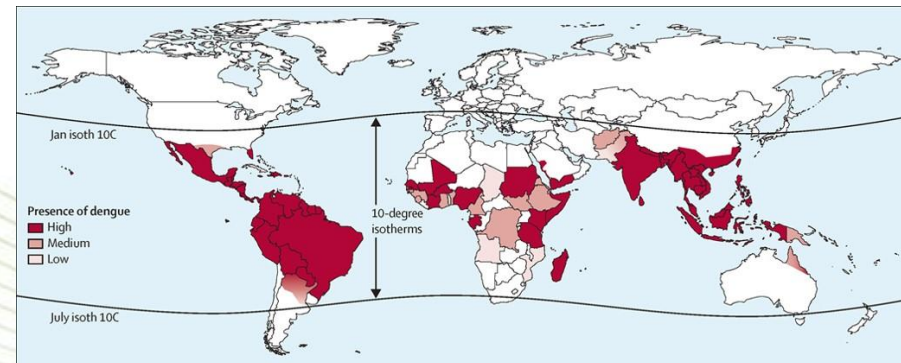 Jan isoth 10C
Presence of dengue
High
Medium
Low
10-degree
isotherms
July isoth 10C